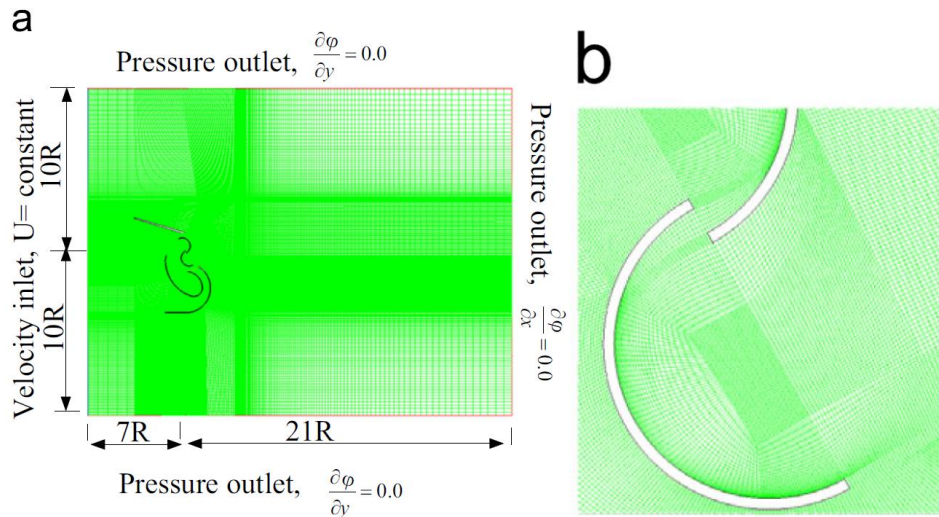 a
Pressure outlet, ∂φ/∂y = 0.0
b
Velocity inlet, U= constant
10R
10R
Pressure outlet, ∂φ/∂x = 0.0
7R
21R
Pressure outlet, ∂φ/∂y = 0.0